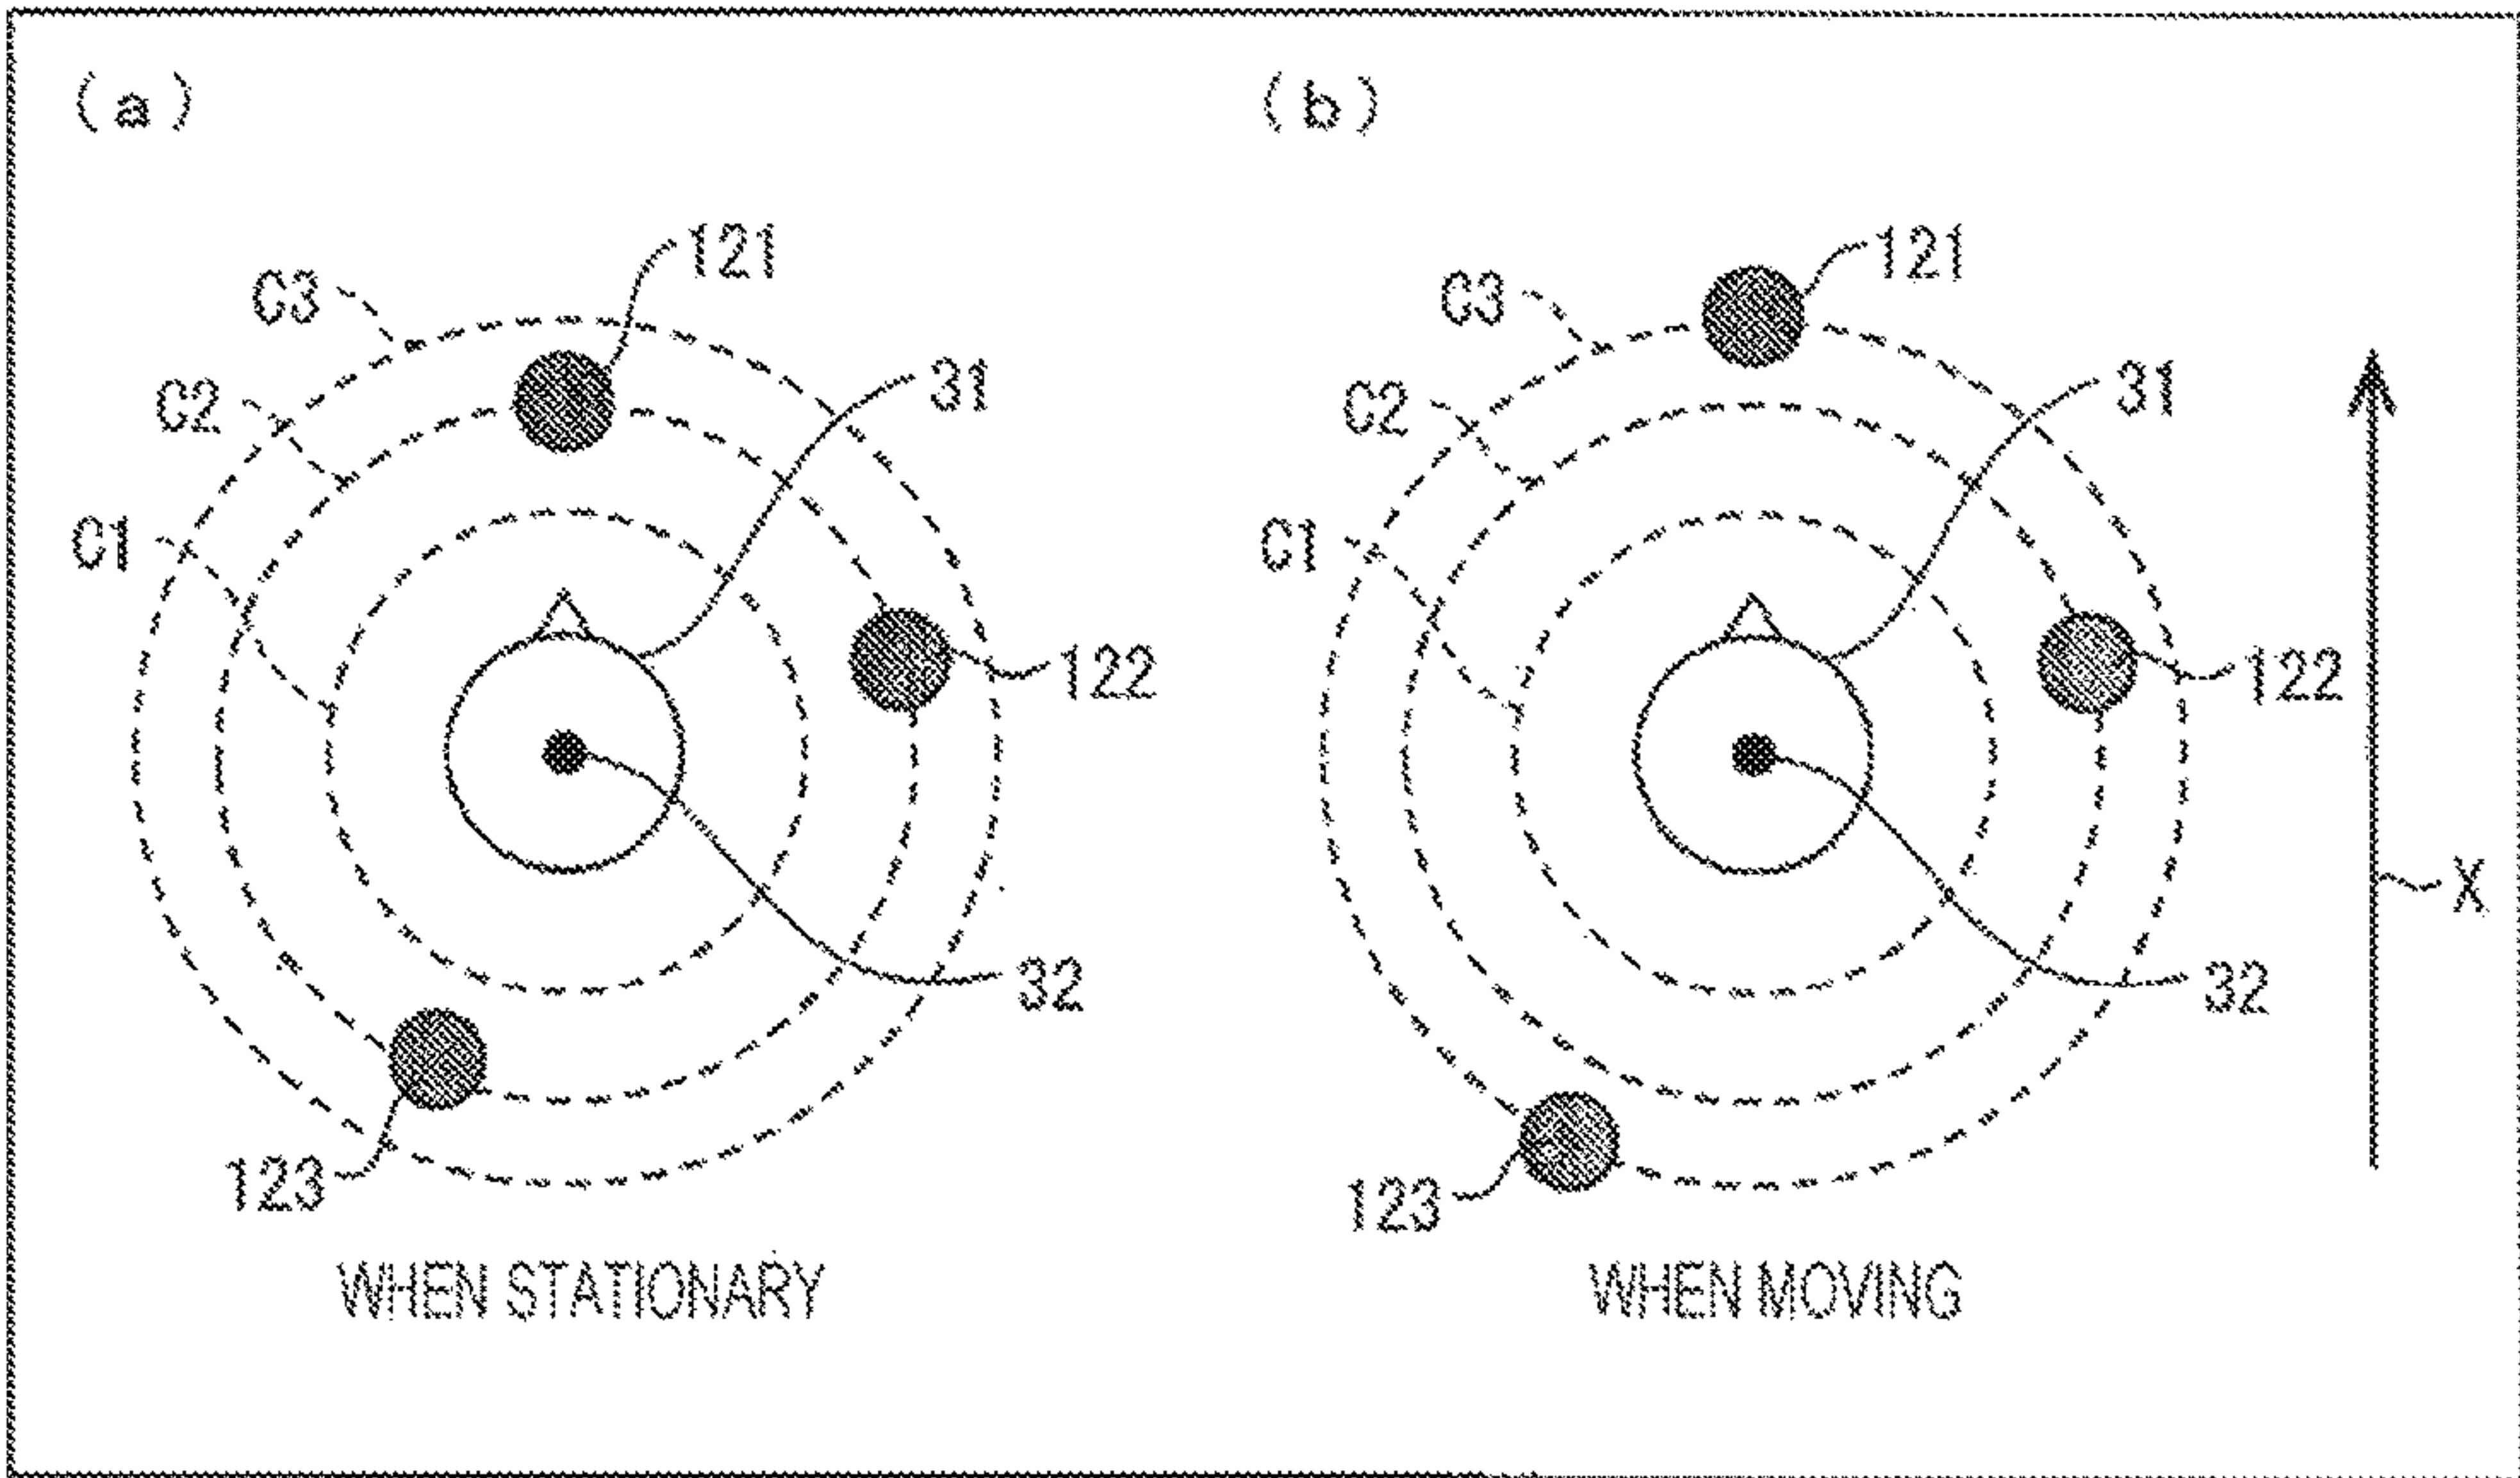 (a)
121
C3
31
C2
C1
122
32
123
WHEN STATIONARY
(b)
121
C3
31
C2
C1
122
X
32
123
WHEN MOVING